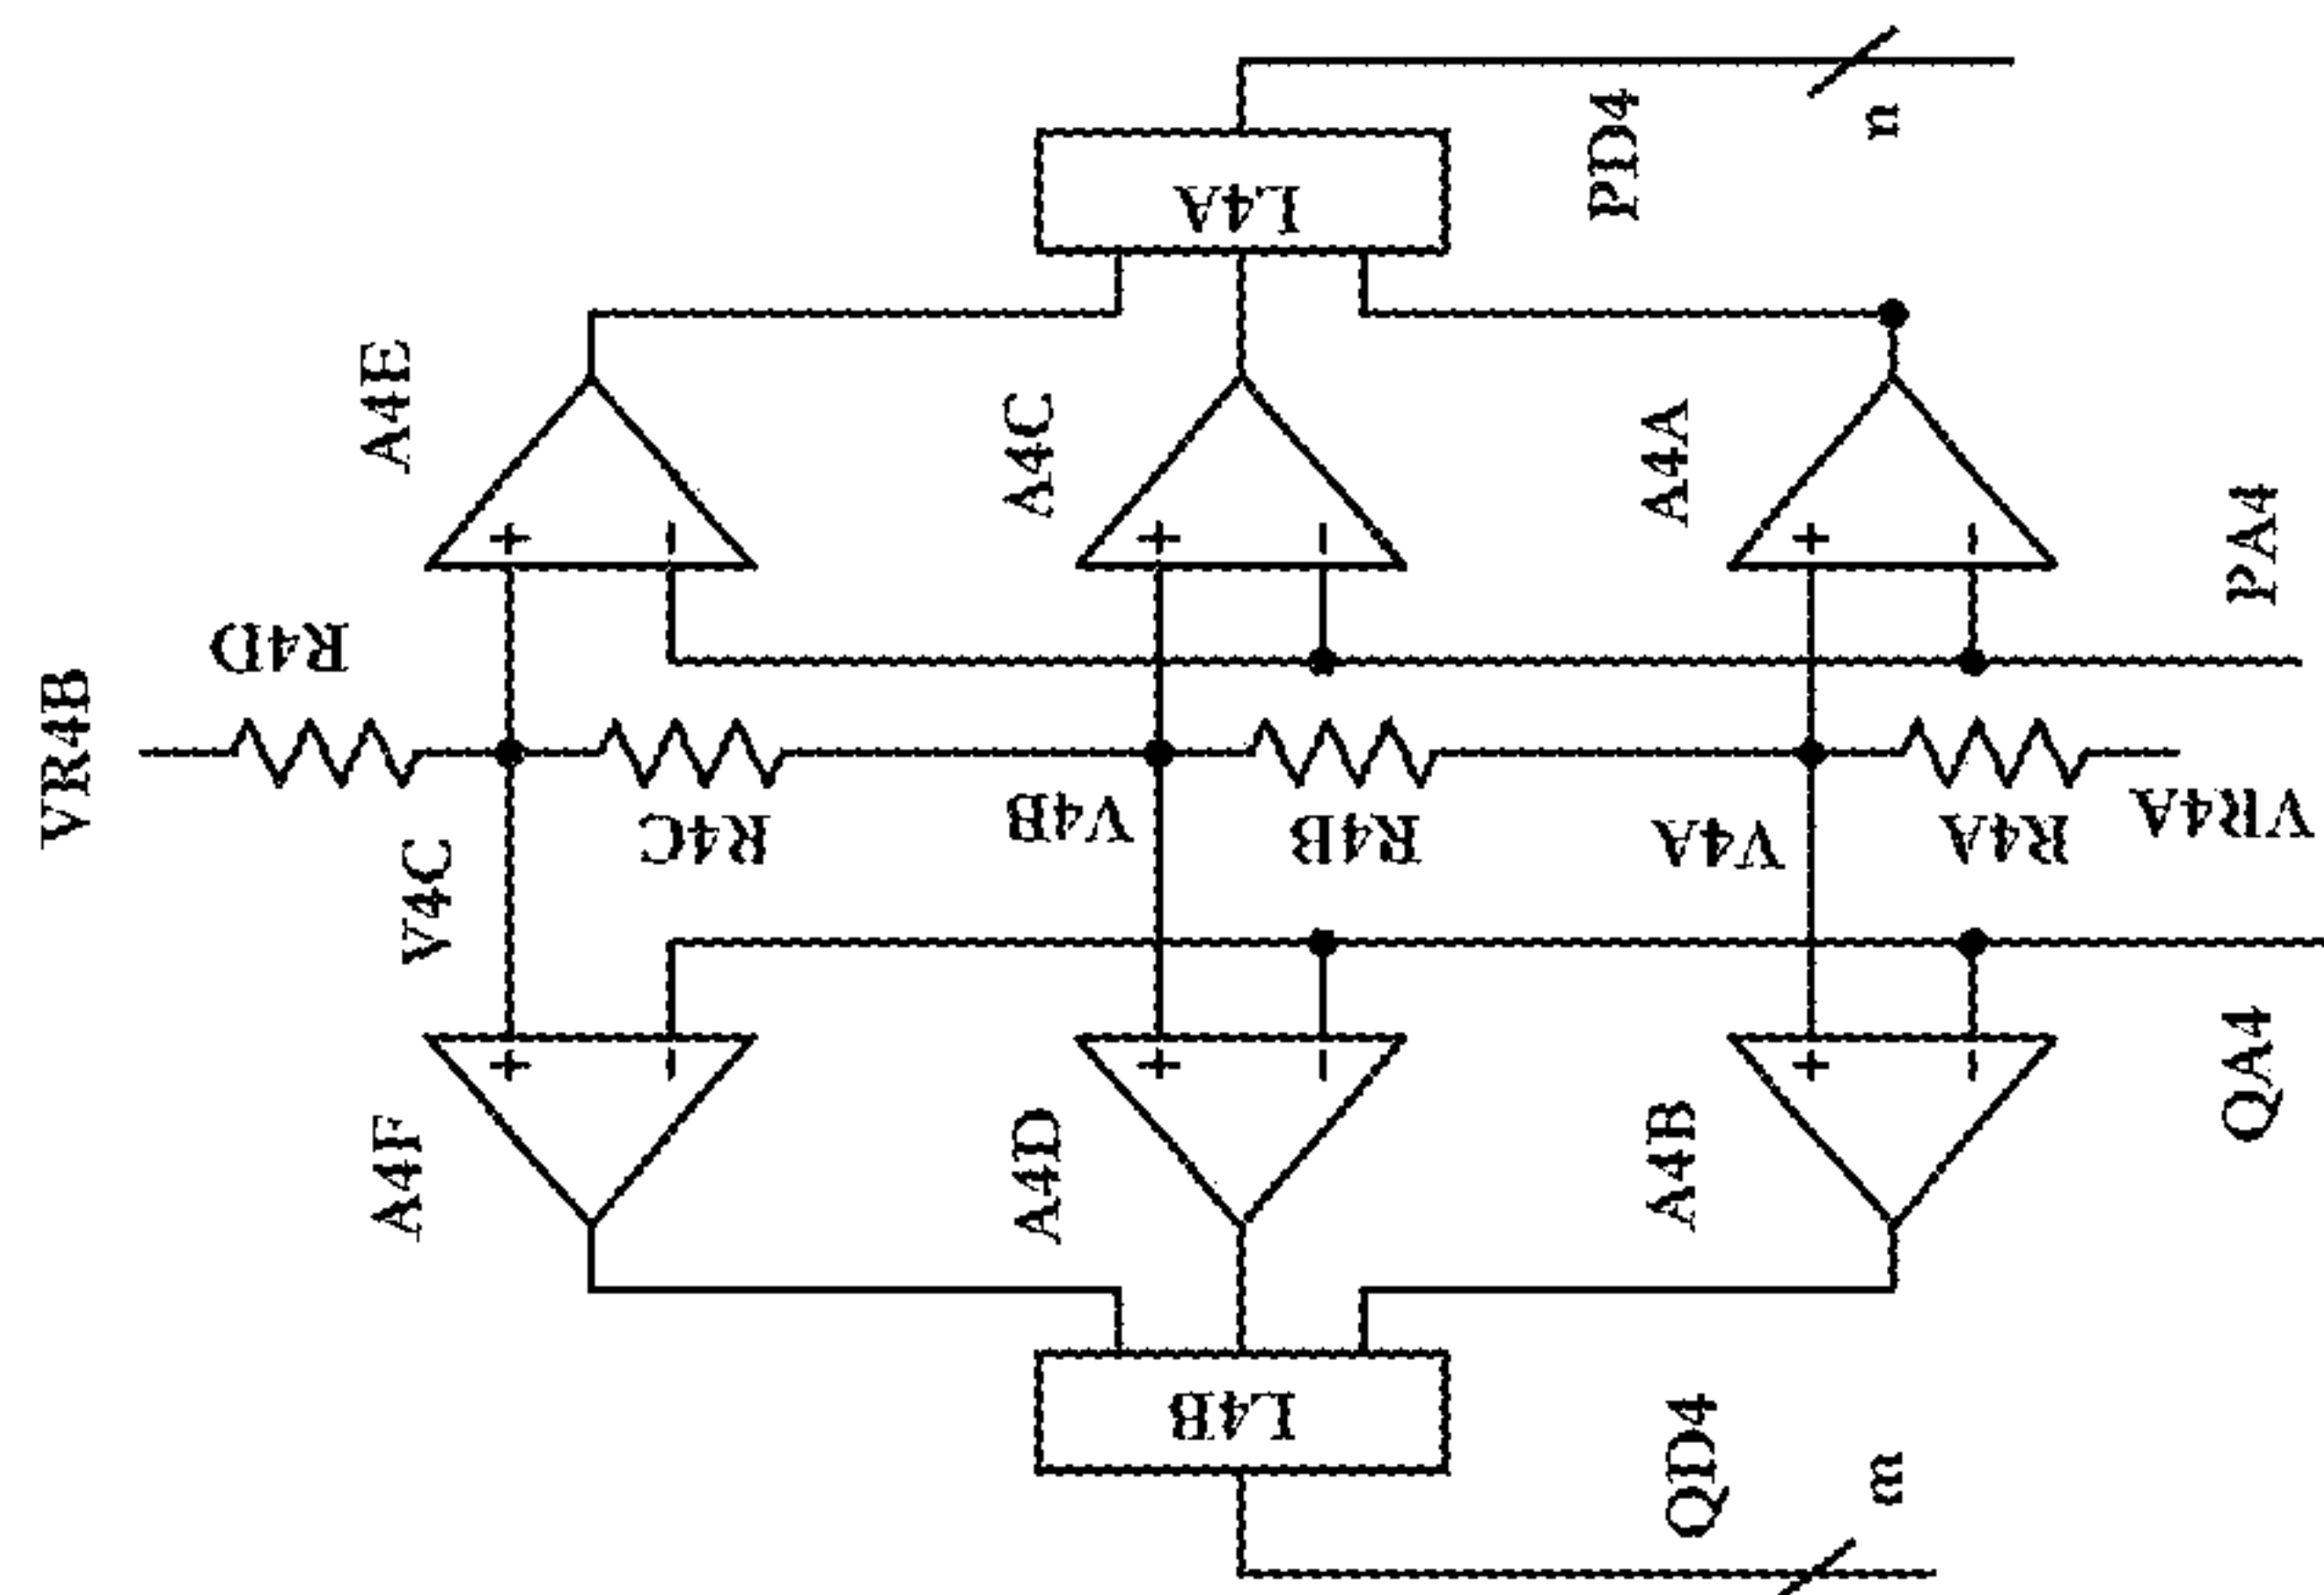 VR4B
R4D
V4C
R4C
V4B
R4B
V4A
R4A
VR4A
A4E
A4C
A4A
A4F
A4D
A4B
L4A
L4B
PD4
n
PA4
QA4
QD4
m
+
−
+
−
+
−
+
−
+
−
+
−